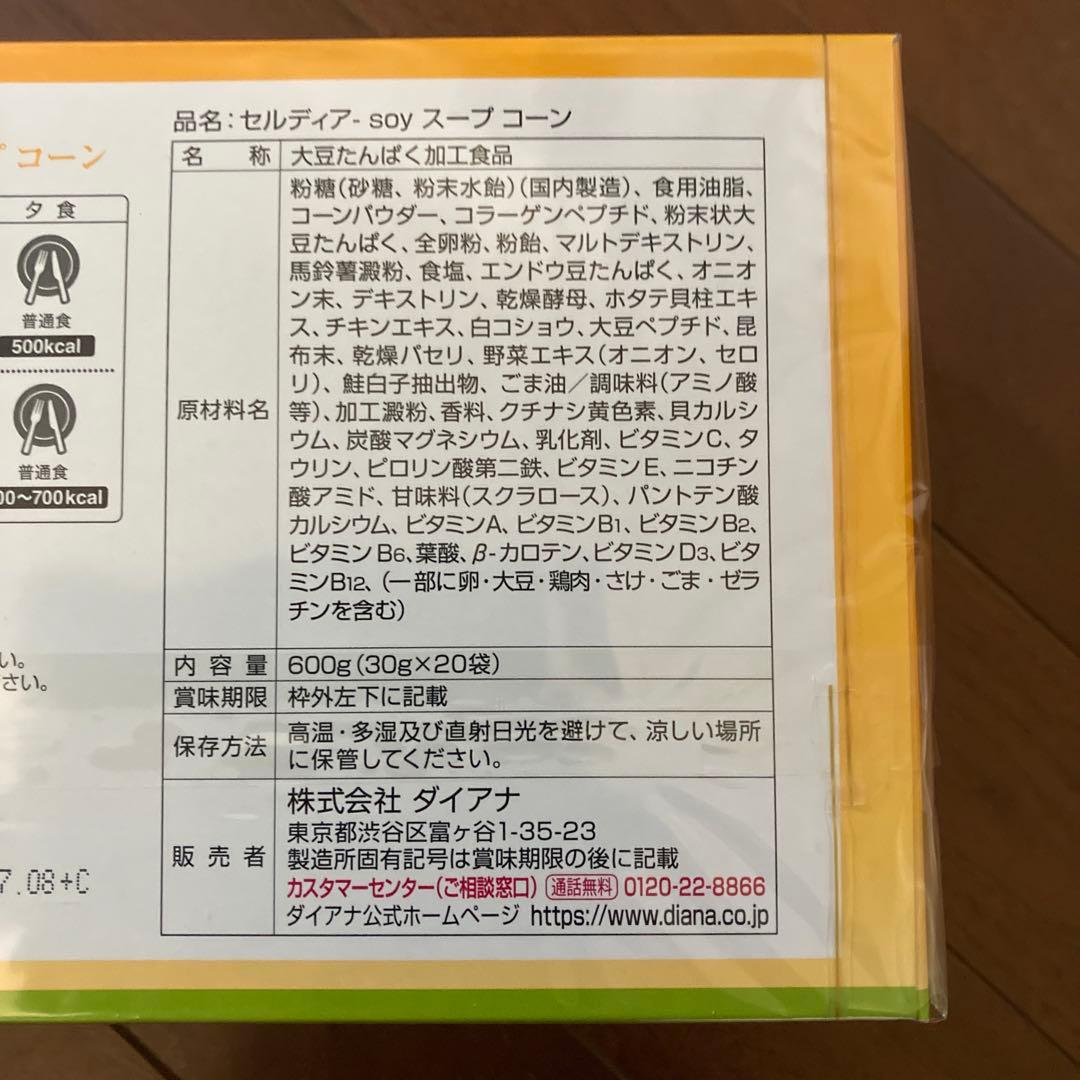 コーン
夕食
普通食
500kcal
普通食
00〜700kcal
い。
さい。
7.08+C
品名：セルディア- soy スープ コーン
名　称 大豆たんぱく加工食品
原材料名
粉糖（砂糖、粉末水飴）（国内製造）、食用油脂、
コーンパウダー、コラーゲンペプチド、粉末状大
豆たんぱく、全卵粉、粉飴、マルトデキストリン、
馬鈴薯澱粉、食塩、エンドウ豆たんぱく、オニオ
ン末、デキストリン、乾燥酵母、ホタテ貝柱エキ
ス、チキンエキス、白コショウ、大豆ペプチド、昆
布末、乾燥パセリ、野菜エキス（オニオン、セロ
リ）、鮭白子抽出物、ごま油／調味料（アミノ酸
等）、加工澱粉、香料、クチナシ黄色素、貝カルシ
ウム、炭酸マグネシウム、乳化剤、ビタミンC、タ
ウリン、ピロリン酸第二鉄、ビタミンE、ニコチン
酸アミド、甘味料（スクラロース）、パントテン酸
カルシウム、ビタミンA、ビタミンB1、ビタミンB2、
ビタミンB6、葉酸、β-カロテン、ビタミンD3、ビタ
ミンB12、（一部に卵・大豆・鶏肉・さけ・ごま・ゼラ
チンを含む）
内容量 600g（30g×20袋）
賞味期限 枠外左下に記載
保存方法
高温・多湿及び直射日光を避けて、涼しい場所
に保管してください。
販売者
株式会社 ダイアナ
東京都渋谷区富ヶ谷1-35-23
製造所固有記号は賞味期限の後に記載
カスタマーセンター（ご相談窓口） 通話無料 0120-22-8866
ダイアナ公式ホームページ https://www.diana.co.jp